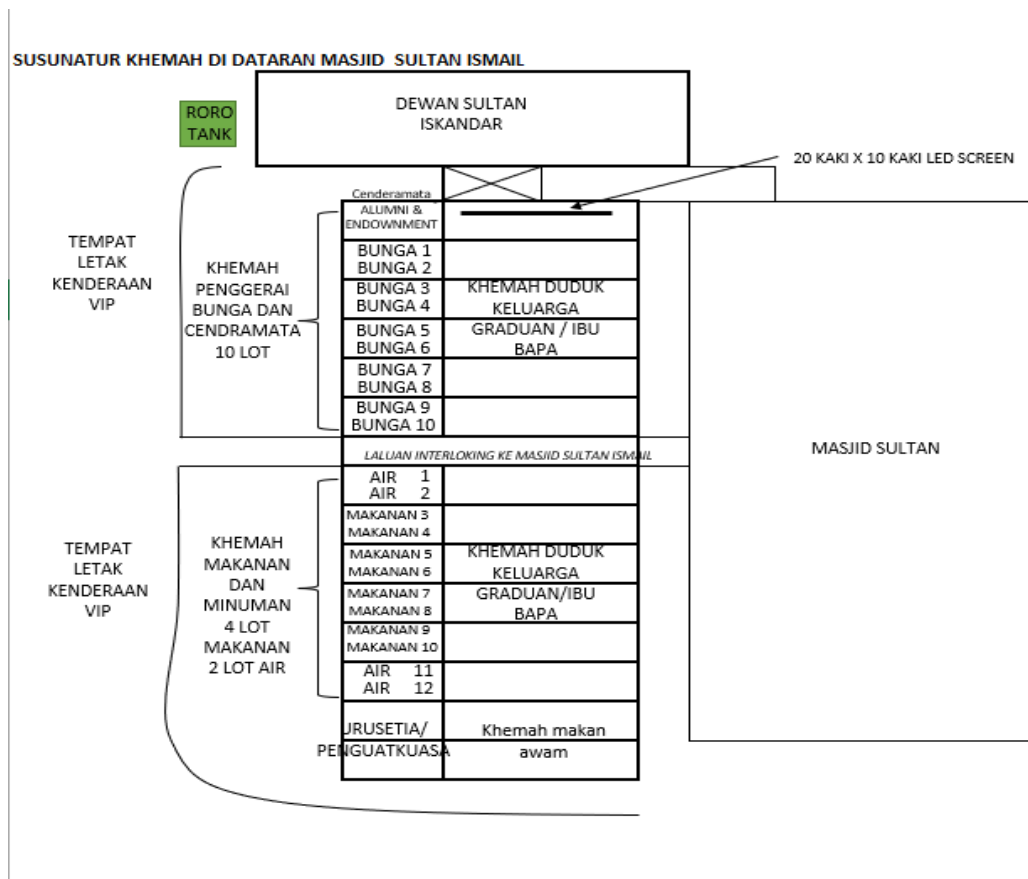 SUSUNATUR KHEMAH DI DATARAN MASJID SULTAN ISMAIL
DEWAN SULTAN
ISKANDAR
RORO
TANK
20 KAKI X 10 KAKI LED SCREEN
Cenderamata
ALUMNI &
ENDOWNMENT
TEMPAT
LETAK
KENDERAAN
VIP
KHEMAH
PENGGERAI
BUNGA DAN
CENDRAMATA
10 LOT
BUNGA 1
BUNGA 2
BUNGA 3
BUNGA 4
BUNGA 5
BUNGA 6
BUNGA 7
BUNGA 8
BUNGA 9
BUNGA 10
KHEMAH DUDUK
KELUARGA
GRADUAN / IBU
BAPA
MASJID SULTAN
LALUAN INTERLOKING KE MASJID SULTAN ISMAIL
TEMPAT
LETAK
KENDERAAN
VIP
KHEMAH
MAKANAN
DAN
MINUMAN
4 LOT
MAKANAN
2 LOT AIR
AIR 1
AIR 2
MAKANAN 3
MAKANAN 4
MAKANAN 5
MAKANAN 6
MAKANAN 7
MAKANAN 8
MAKANAN 9
MAKANAN 10
AIR 11
AIR 12
KHEMAH DUDUK
KELUARGA
GRADUAN/IBU
BAPA
URUSETIA/
PENGUATKUASA
Khemah makan
awam